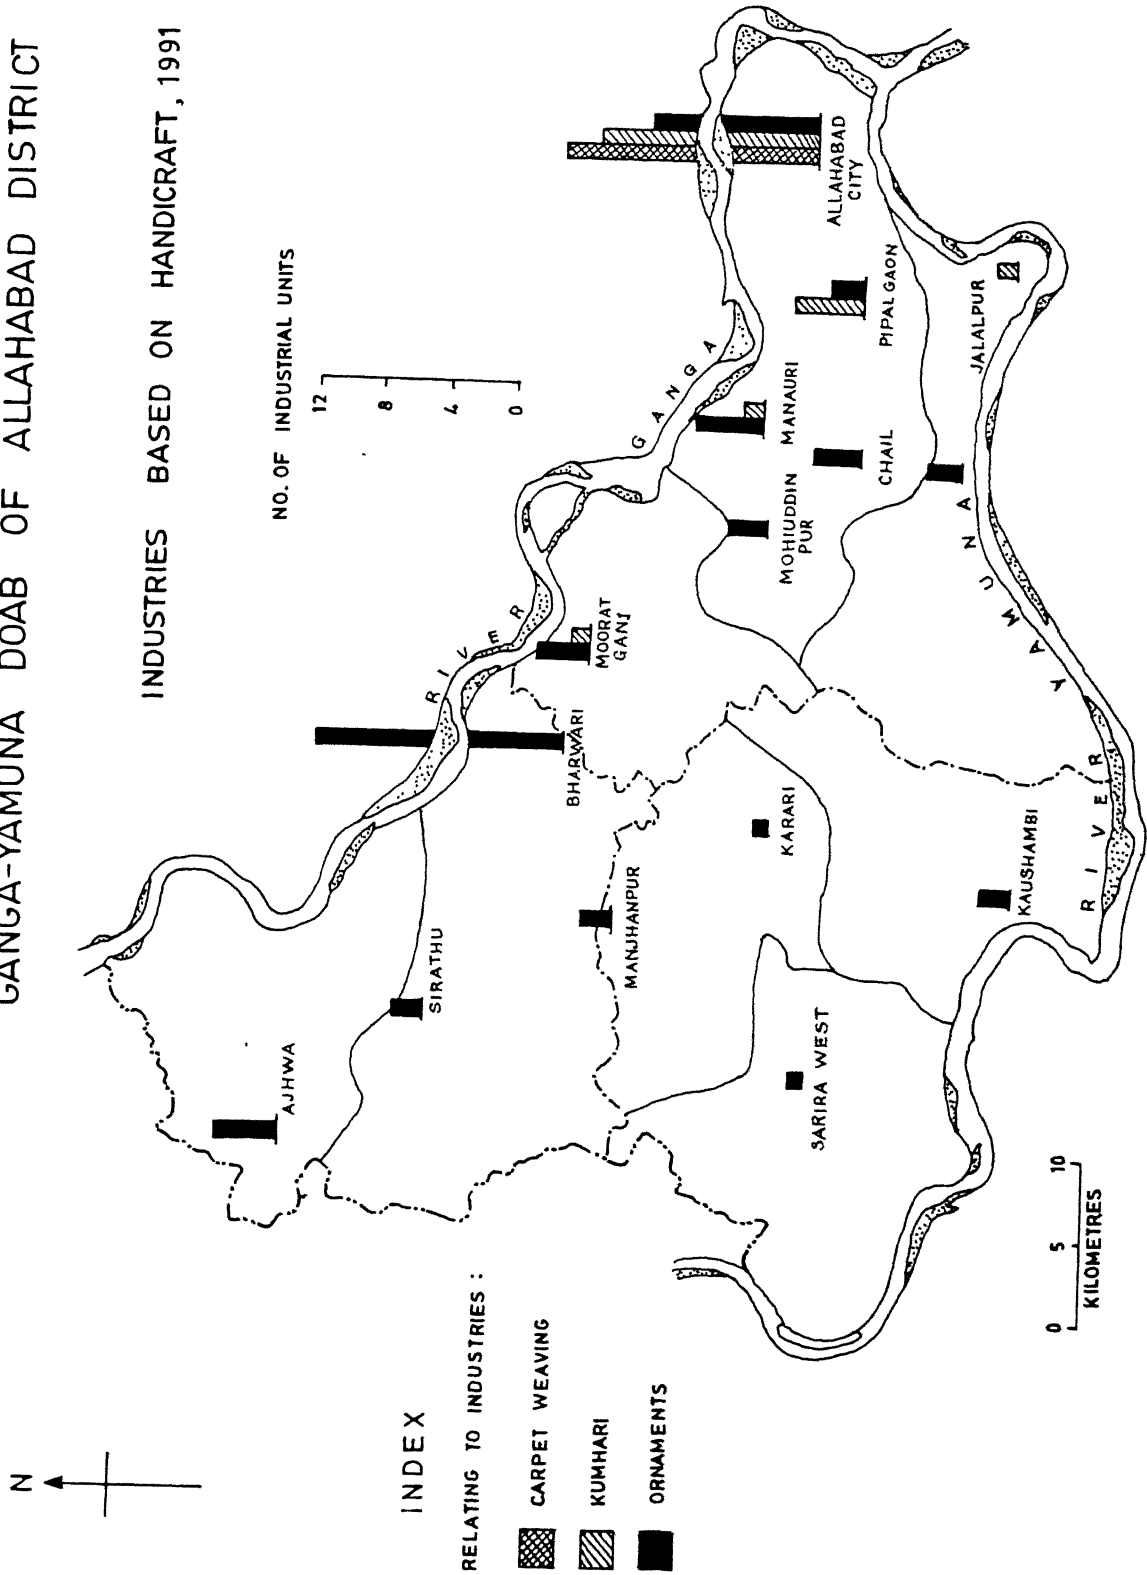 GANGA-YAMUNA DOAB OF ALLAHABAD DISTRICT
INDUSTRIES BASED ON HANDICRAFT, 1991
N
NO. OF INDUSTRIAL UNITS
12
8
4
0
AJHWA
SIRATHU
BHARWARI
MOORAT
GANJ
RIVER GANGA
MANJHANPUR
KARARI
SARIRA WEST
KAUSHAMBI
MOHIUDDIN
PUR
MANAURI
CHAIL
PIPALGAON
ALLAHABAD
CITY
JALALPUR
RIVER YAMUNA
INDEX
RELATING TO INDUSTRIES :
CARPET WEAVING
KUMHARI
ORNAMENTS
0 5 10
KILOMETRES